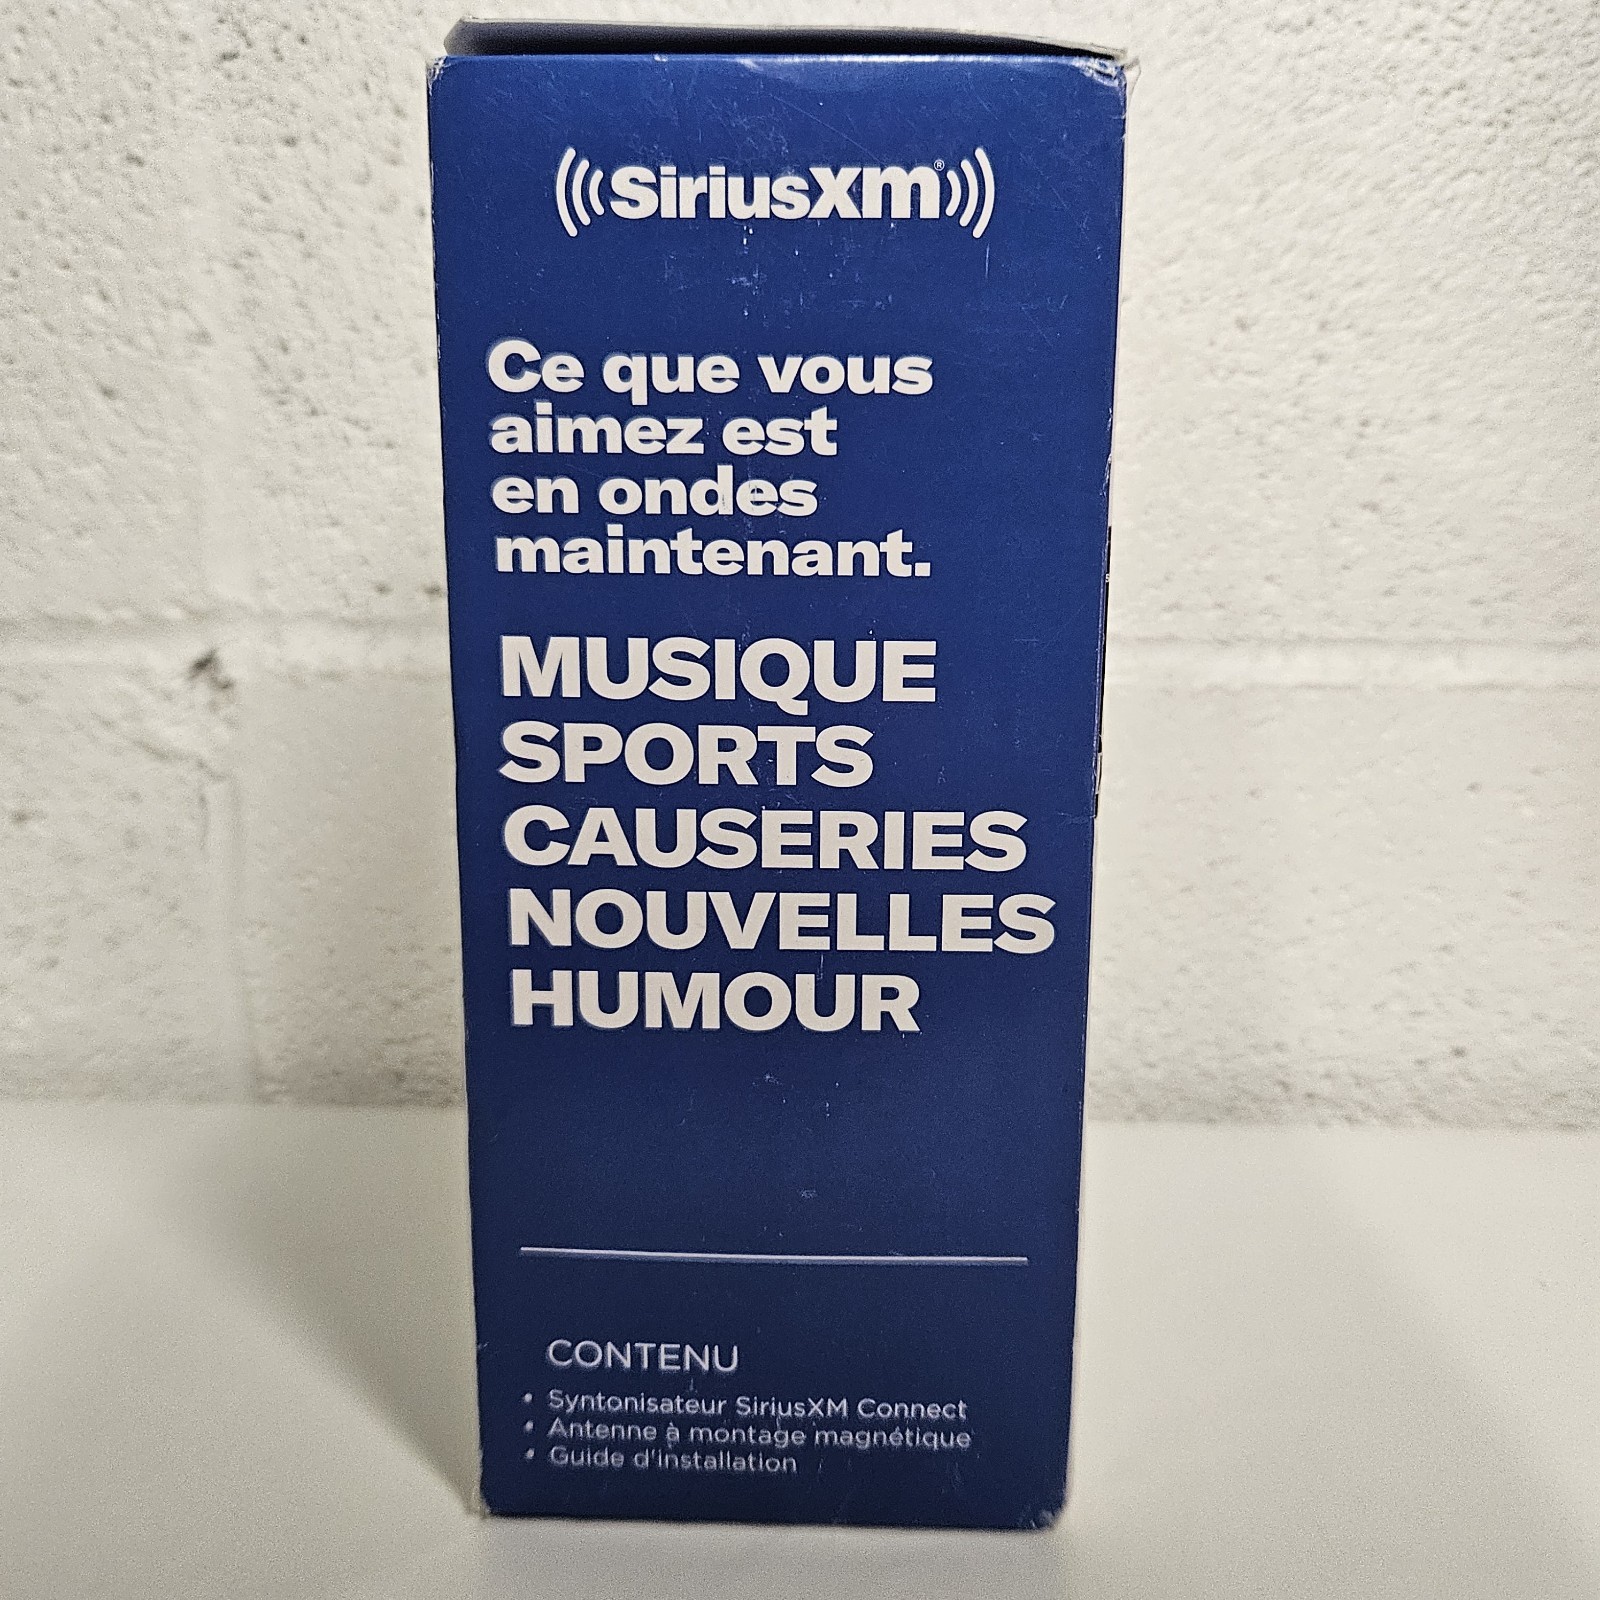 SiriusXM®
Ce que vous
aimez est
en ondes
maintenant.
MUSIQUE
SPORTS
CAUSERIES
NOUVELLES
HUMOUR
CONTENU
• Syntonisateur SiriusXM Connect
• Antenne à montage magnétique
• Guide d'installation